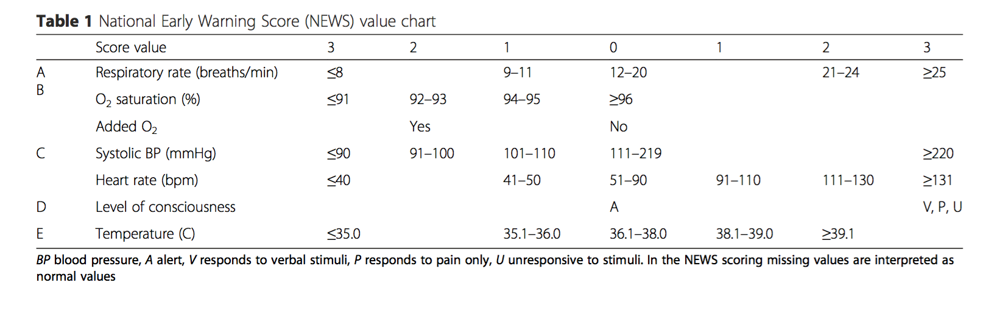 Table 1 National Early Warning Score (NEWS) value chart
Score value 3 2 1 0 1 2 3
A Respiratory rate (breaths/min) ≤8 9–11 12–20 21–24 ≥25
B
O2 saturation (%) ≤91 92–93 94–95 ≥96
Added O2 Yes No
C Systolic BP (mmHg) ≤90 91–100 101–110 111–219 ≥220
Heart rate (bpm) ≤40 41–50 51–90 91–110 111–130 ≥131
D Level of consciousness A V, P, U
E Temperature (C) ≤35.0 35.1–36.0 36.1–38.0 38.1–39.0 ≥39.1
BP blood pressure, A alert, V responds to verbal stimuli, P responds to pain only, U unresponsive to stimuli. In the NEWS scoring missing values are interpreted as
normal values